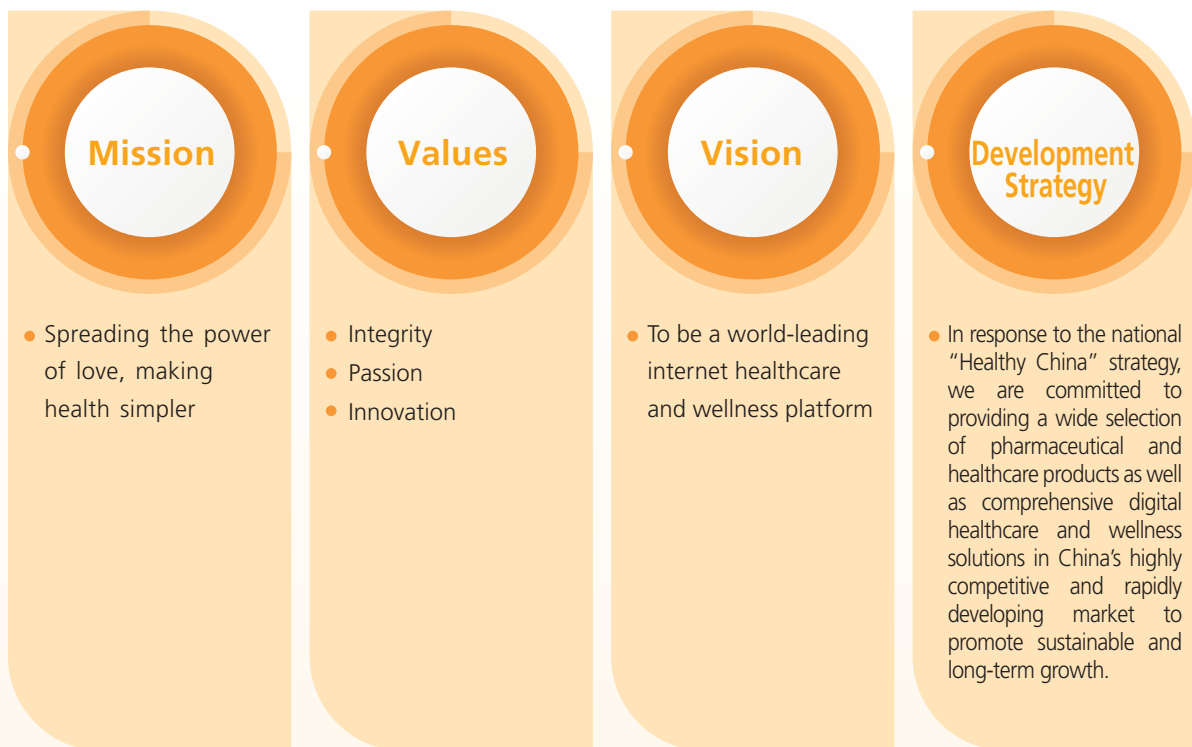 Mission
• Spreading the power
of love, making
health simpler
Values
• Integrity
• Passion
• Innovation
Vision
• To be a world-leading
internet healthcare
and wellness platform
Development
Strategy
• In response to the national
“Healthy China” strategy,
we are committed to
providing a wide selection
of pharmaceutical and
healthcare products as well
as comprehensive digital
healthcare and wellness
solutions in China’s highly
competitive and rapidly
developing market to
promote sustainable and
long-term growth.